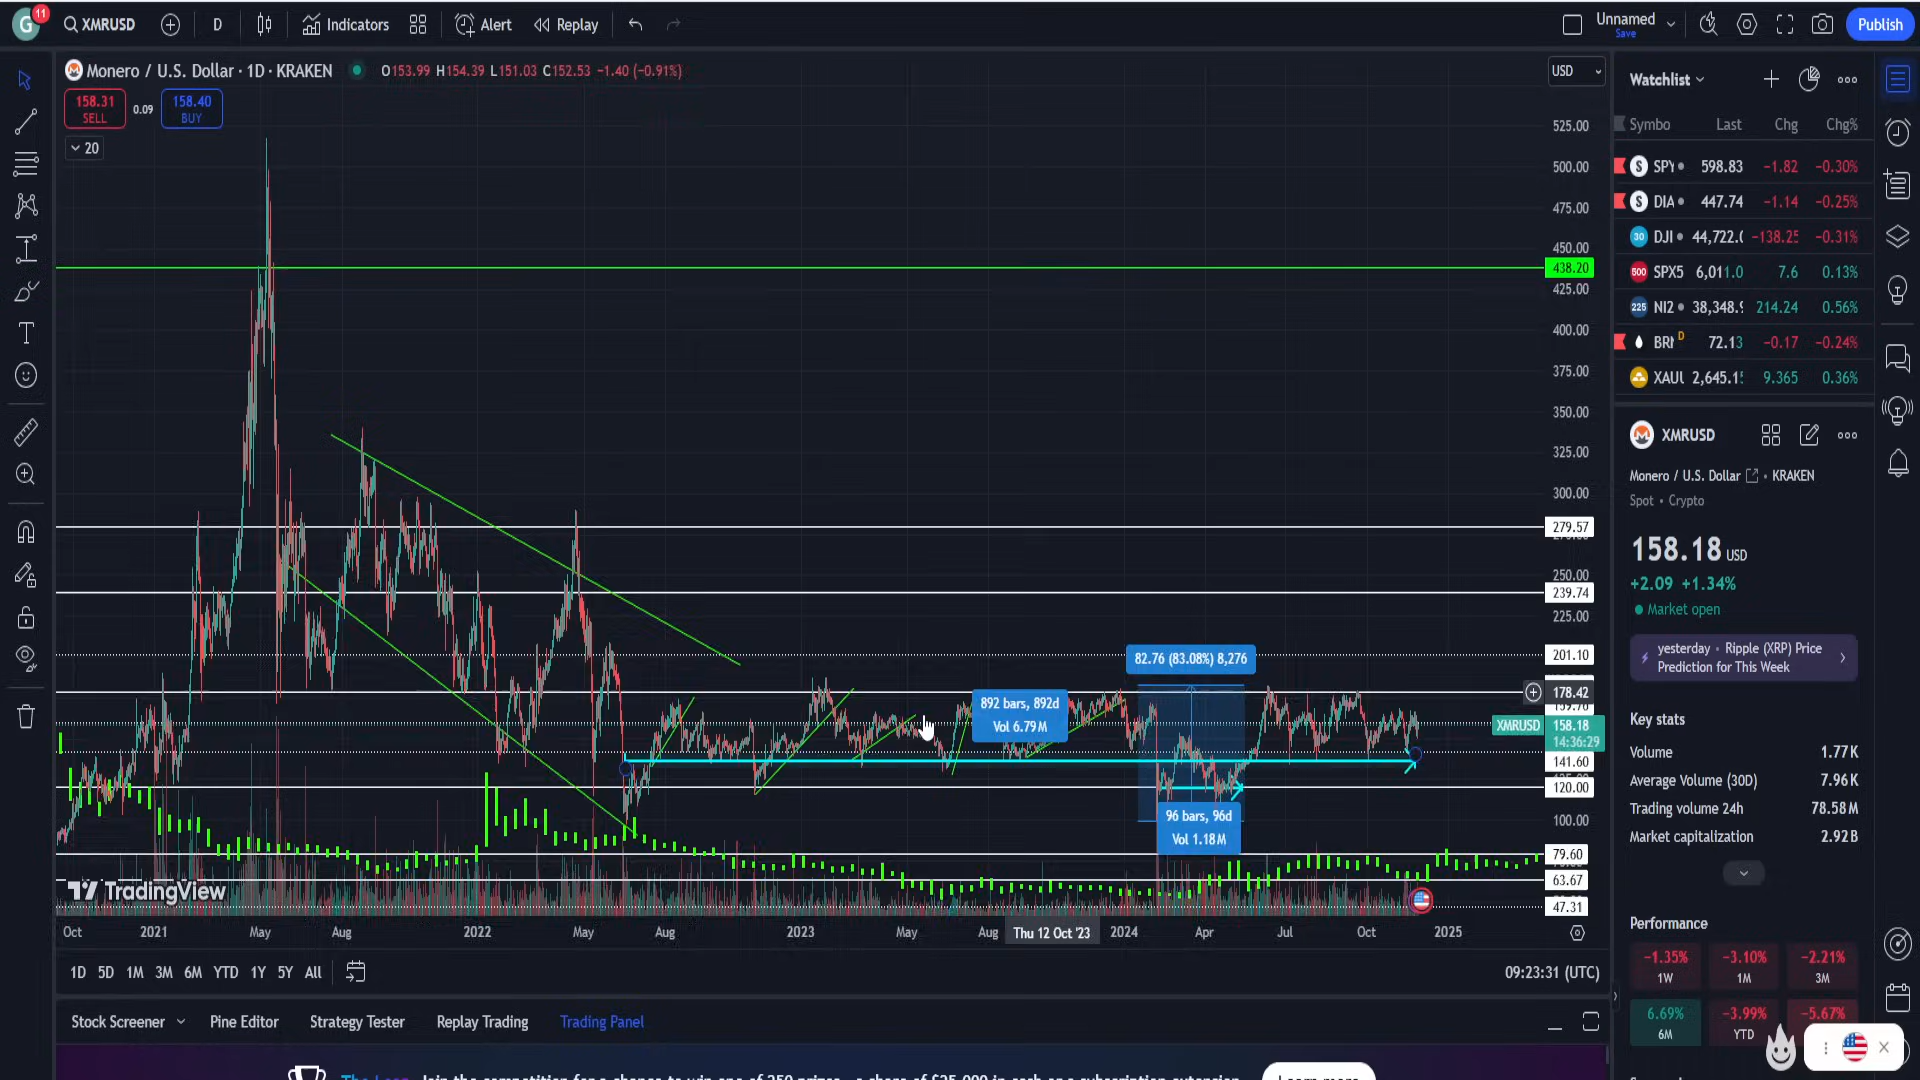 G
11
XMRUSD
D
Indicators
Alert
Replay
Unnamed
Save
Publish
Monero / U.S. Dollar · 1D · KRAKEN
O153.99 H154.39 L151.03 C152.53 −1.40 (−0.91%)
USD
158.31
SELL
0.09
158.40
BUY
20
525.00
500.00
475.00
450.00
438.20
425.00
400.00
375.00
350.00
325.00
300.00
279.57
250.00
239.74
225.00
201.10
178.42
XMRUSD
158.18
14:36:29
141.60
120.00
100.00
79.60
63.67
47.31
82.76 (83.08%) 8,276
892 bars, 892d
Vol 6.79M
96 bars, 96d
Vol 1.18M
TradingView
Oct 2021 May Aug 2022 May Aug 2023 May Aug Thu 12 Oct '23 2024 Apr Jul Oct 2025
1D 5D 1M 3M 6M YTD 1Y 5Y All
09:23:31 (UTC)
Stock Screener Pine Editor Strategy Tester Replay Trading Trading Panel
Watchlist
Symbo Last Chg Chg%
S SPY 598.83 −1.82 −0.30%
S DIA 447.74 −1.14 −0.25%
30 DJI 44,722.0 −138.25 −0.31%
500 SPX5 6,011.0 7.6 0.13%
225 NI2 38,348.9 214.24 0.56%
D 72.13 −0.17 −0.24%
XAUU 2,645.15 9.365 0.36%
XMRUSD
Monero / U.S. Dollar • KRAKEN
Spot • Crypto
158.18 USD
+2.09 +1.34%
Market open
yesterday • Ripple (XRP) Price
Prediction for This Week
Key stats
Volume 1.77K
Average Volume (30D) 7.96K
Trading volume 24h 78.58M
Market capitalization 2.92B
Performance
−1.35%
1W
−3.10%
1M
−2.21%
3M
6.69%
6M
−3.99%
YTD
−5.67%